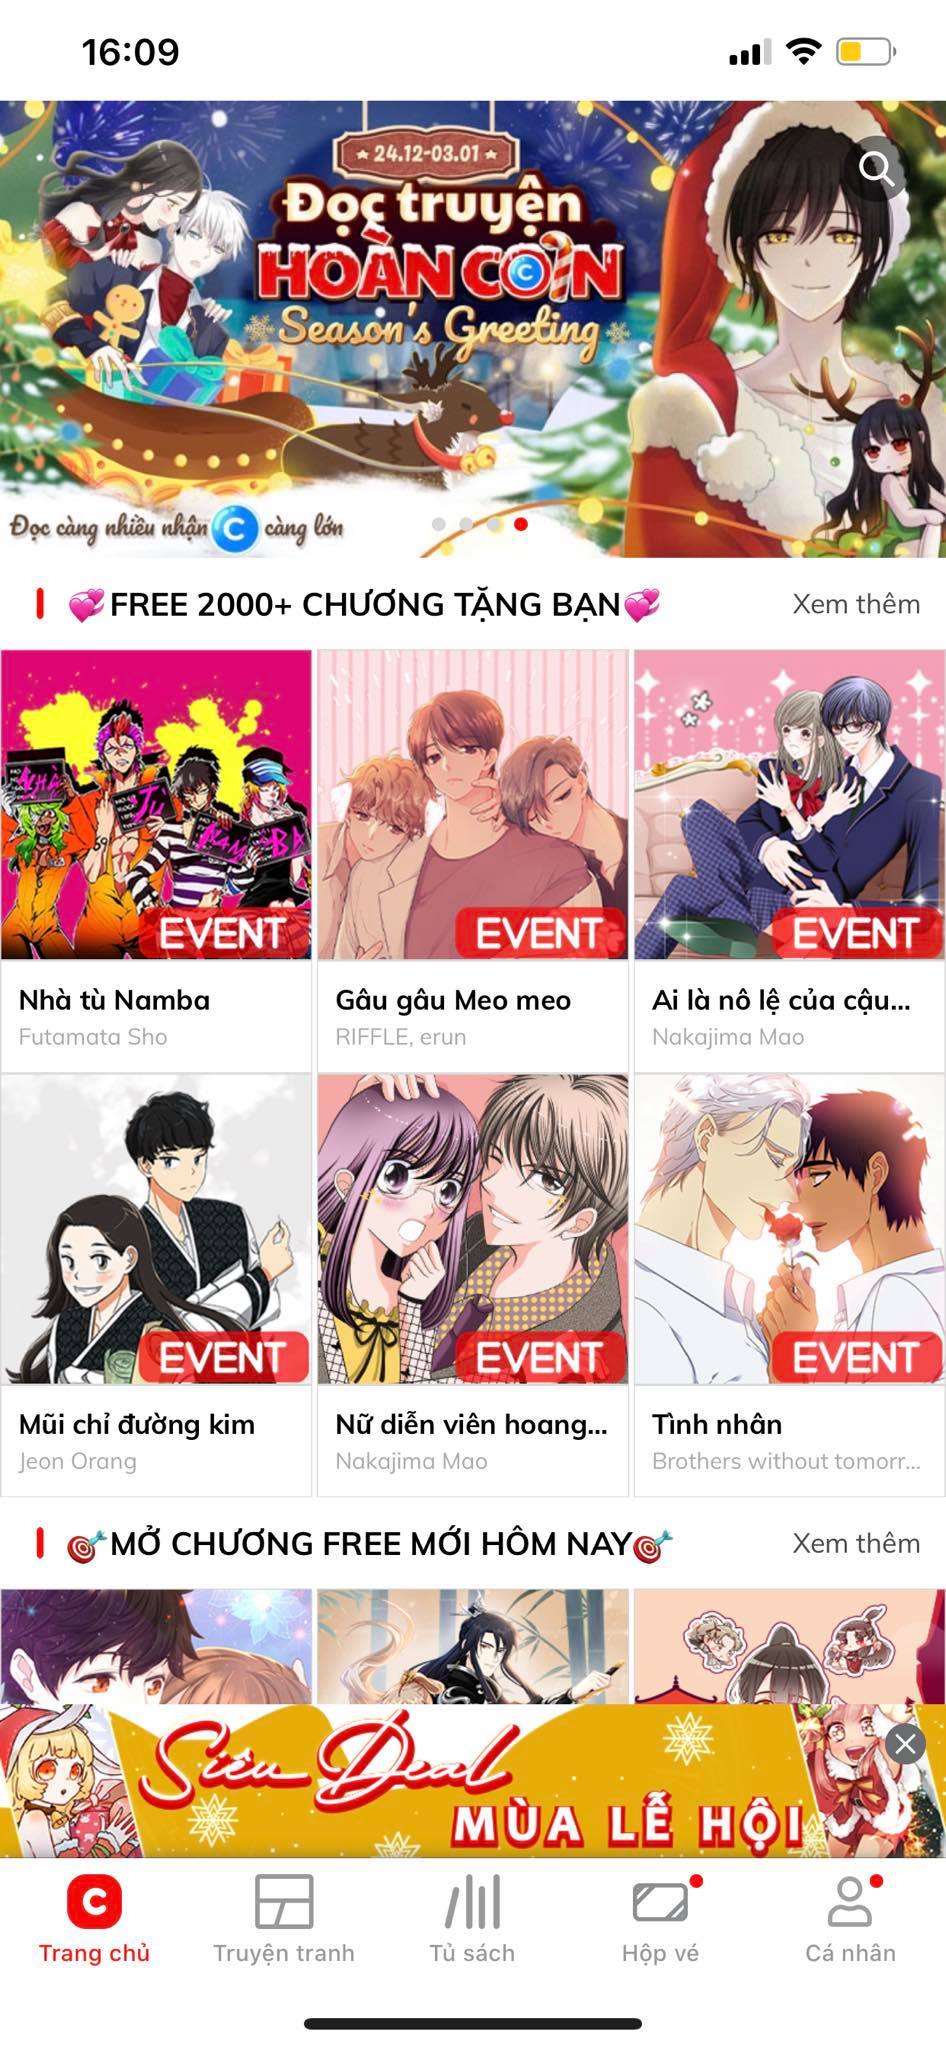 16:09
24.12-03.01
Đọc truyện
HOÀN COIN
Season's Greeting
Đọc càng nhiều nhận C càng lớn
FREE 2000+ CHƯƠNG TẶNG BẠN
Xem thêm
NHÀ
TÙ
NAM
BA
EVENT
EVENT
EVENT
Nhà tù Namba
Gâu gâu Meo meo
Ai là nô lệ của cậu...
Futamata Sho
RIFFLE, erun
Nakajima Mao
EVENT
EVENT
EVENT
Mũi chỉ đường kim
Nữ diễn viên hoang...
Tình nhân
Jeon Orang
Nakajima Mao
Brothers without tomorr...
MỞ CHƯƠNG FREE MỚI HÔM NAY
Xem thêm
Siêu Deal
MÙA LỄ HỘI
Trang chủ
Truyện tranh
Tủ sách
Hộp vé
Cá nhân